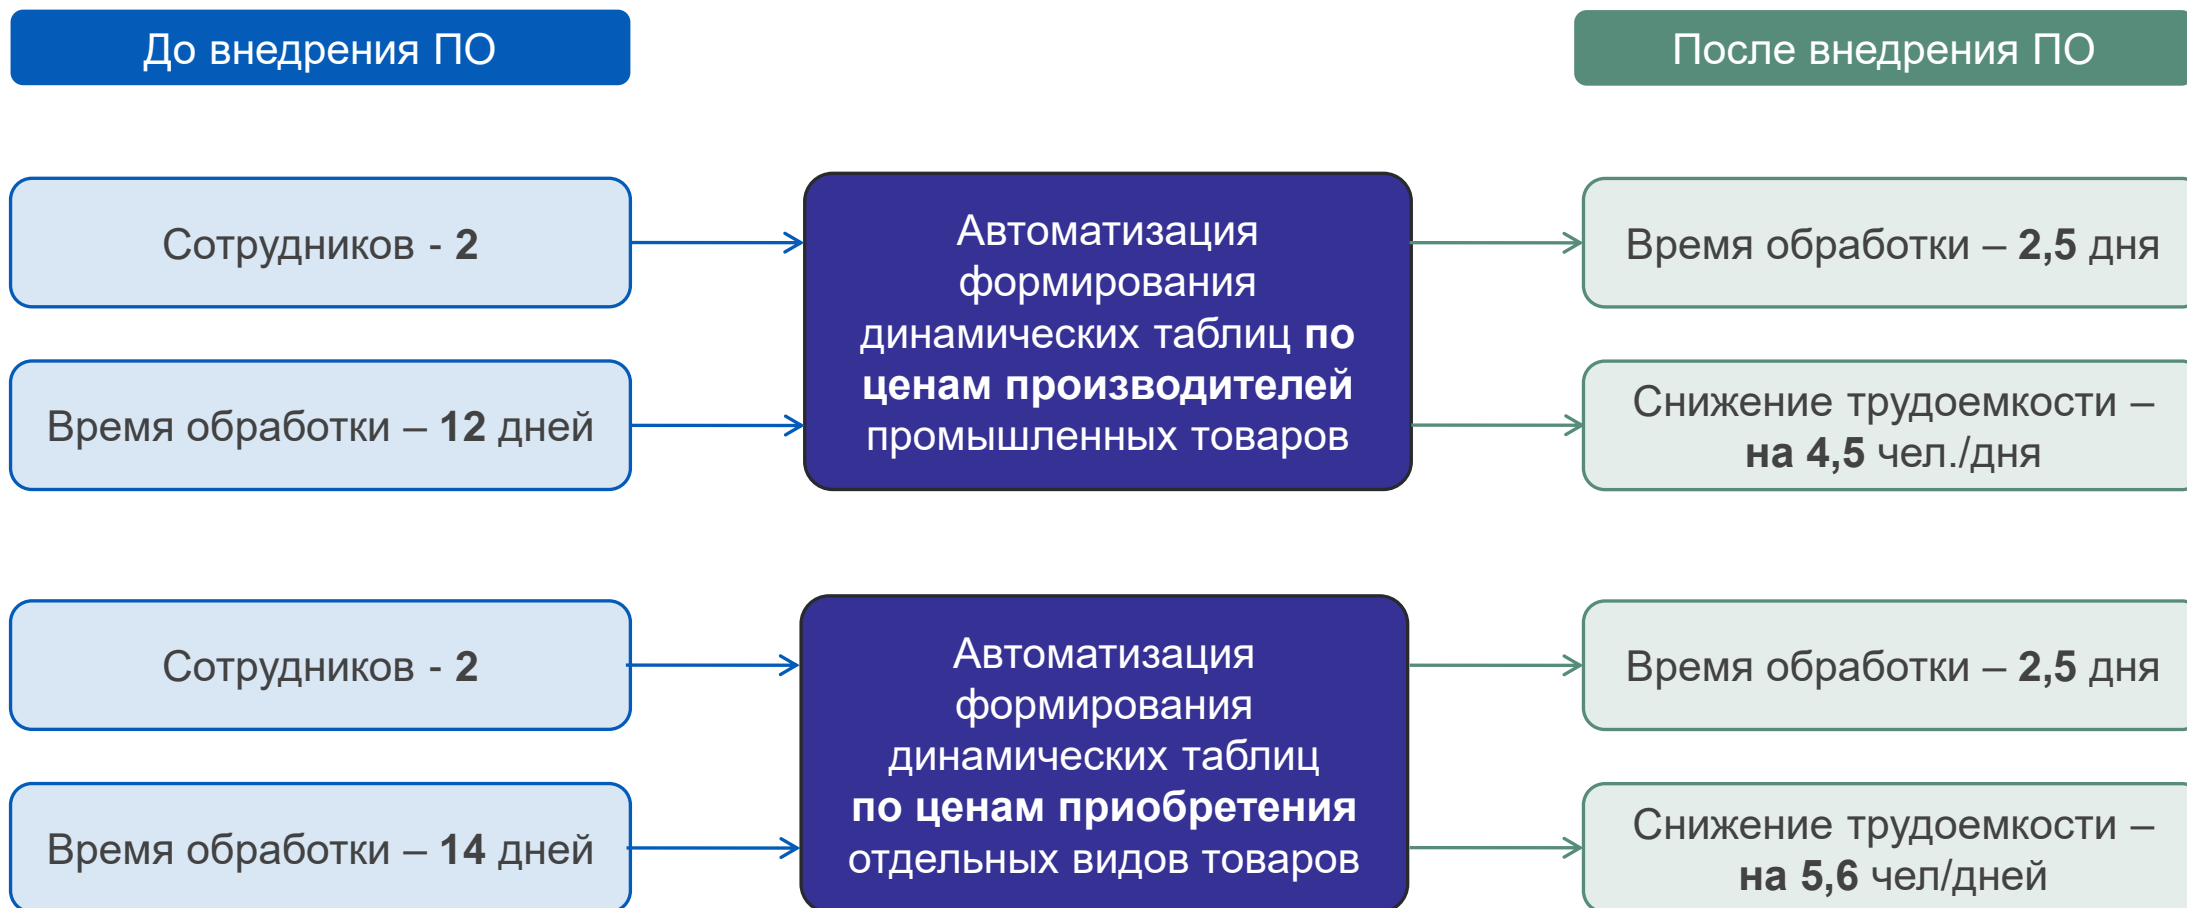 До внедрения ПО
После внедрения ПО
Сотрудников - 2
Время обработки – 12 дней
Автоматизация
формирования
динамических таблиц по
ценам производителей
промышленных товаров
Время обработки – 2,5 дня
Снижение трудоемкости –
на 4,5 чел./дня
Сотрудников - 2
Время обработки – 14 дней
Автоматизация
формирования
динамических таблиц
по ценам приобретения
отдельных видов товаров
Время обработки – 2,5 дня
Снижение трудоемкости –
на 5,6 чел/дней